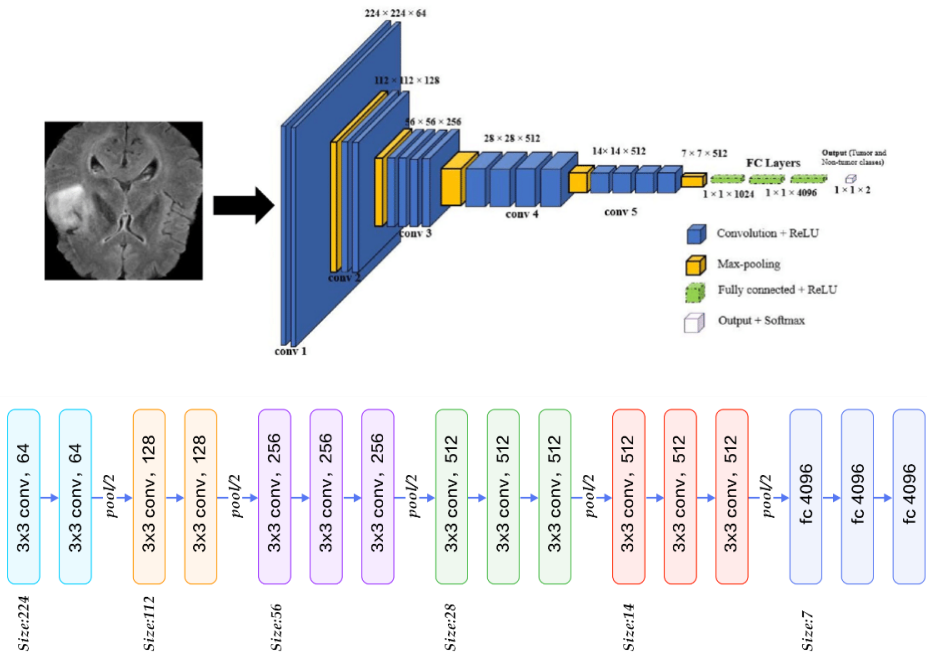 224 × 224 × 64
112 × 112 × 128
56 × 56 × 256
28 × 28 × 512
14× 14 × 512
7 × 7 × 512
FC Layers
Output (Tumor and
Non-tumor classes)
1 × 1 × 1024
1 × 1 × 4096
1 × 1 × 2
conv 1
conv 2
conv 3
conv 4
conv 5
Convolution + ReLU
Max-pooling
Fully connected + ReLU
Output + Softmax
3x3 conv, 64
3x3 conv, 64
pool/2
3x3 conv, 128
3x3 conv, 128
pool/2
3x3 conv, 256
3x3 conv, 256
3x3 conv, 256
pool/2
3x3 conv, 512
3x3 conv, 512
3x3 conv, 512
pool/2
3x3 conv, 512
3x3 conv, 512
3x3 conv, 512
pool/2
fc 4096
fc 4096
fc 4096
Size:224
Size:112
Size:56
Size:28
Size:14
Size:7